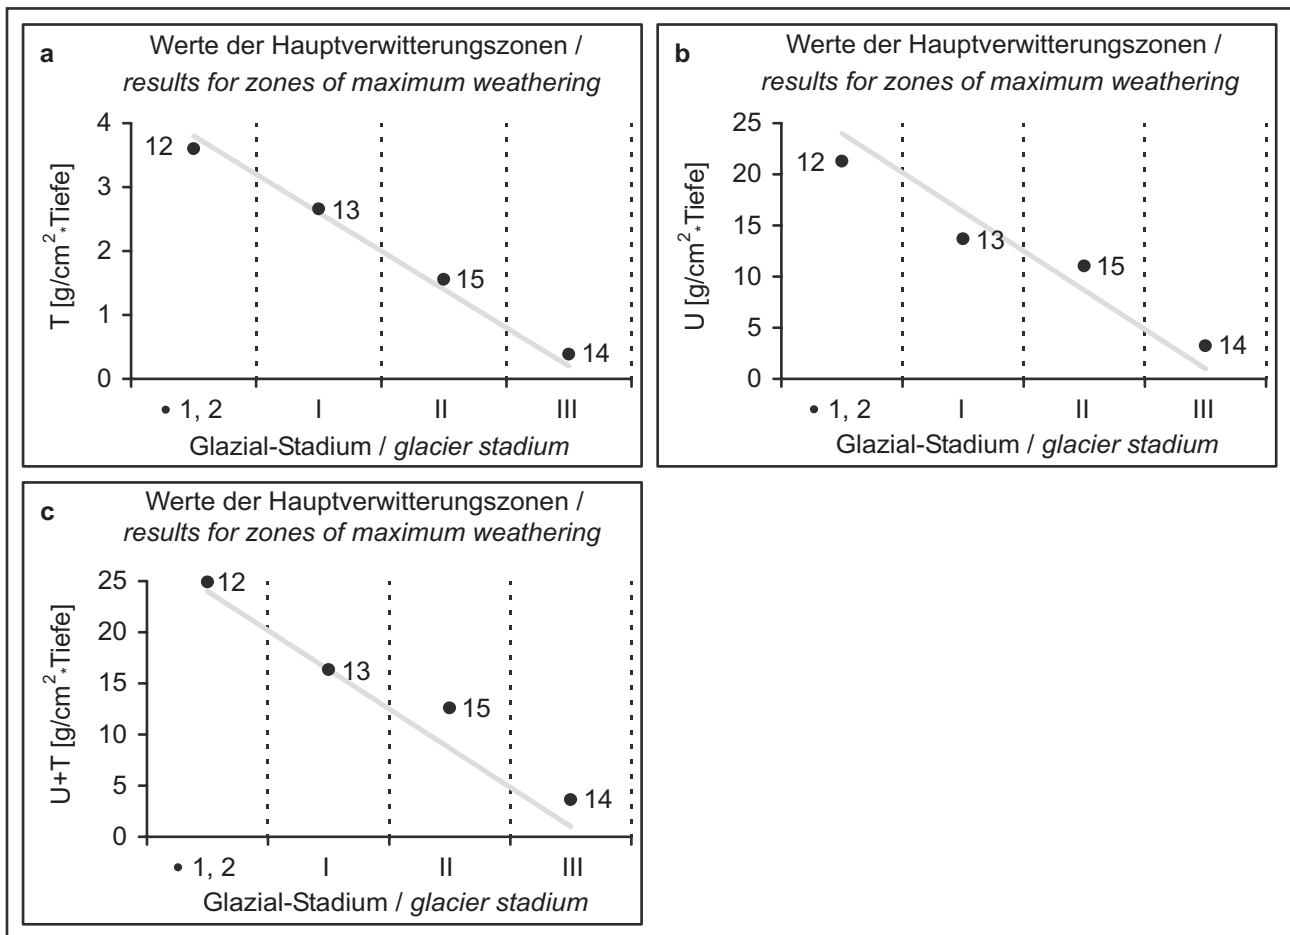 a
Werte der Hauptverwitterungszonen /
results for zones of maximum weathering
T [g/cm²*Tiefe]
4
3
2
1
0
12
13
15
14
• 1, 2
I
II
III
Glazial-Stadium / glacier stadium
b
Werte der Hauptverwitterungszonen /
results for zones of maximum weathering
U [g/cm²*Tiefe]
25
20
15
10
5
0
12
13
15
14
• 1, 2
I
II
III
Glazial-Stadium / glacier stadium
c
Werte der Hauptverwitterungszonen /
results for zones of maximum weathering
U+T [g/cm²*Tiefe]
25
20
15
10
5
0
12
13
15
14
• 1, 2
I
II
III
Glazial-Stadium / glacier stadium